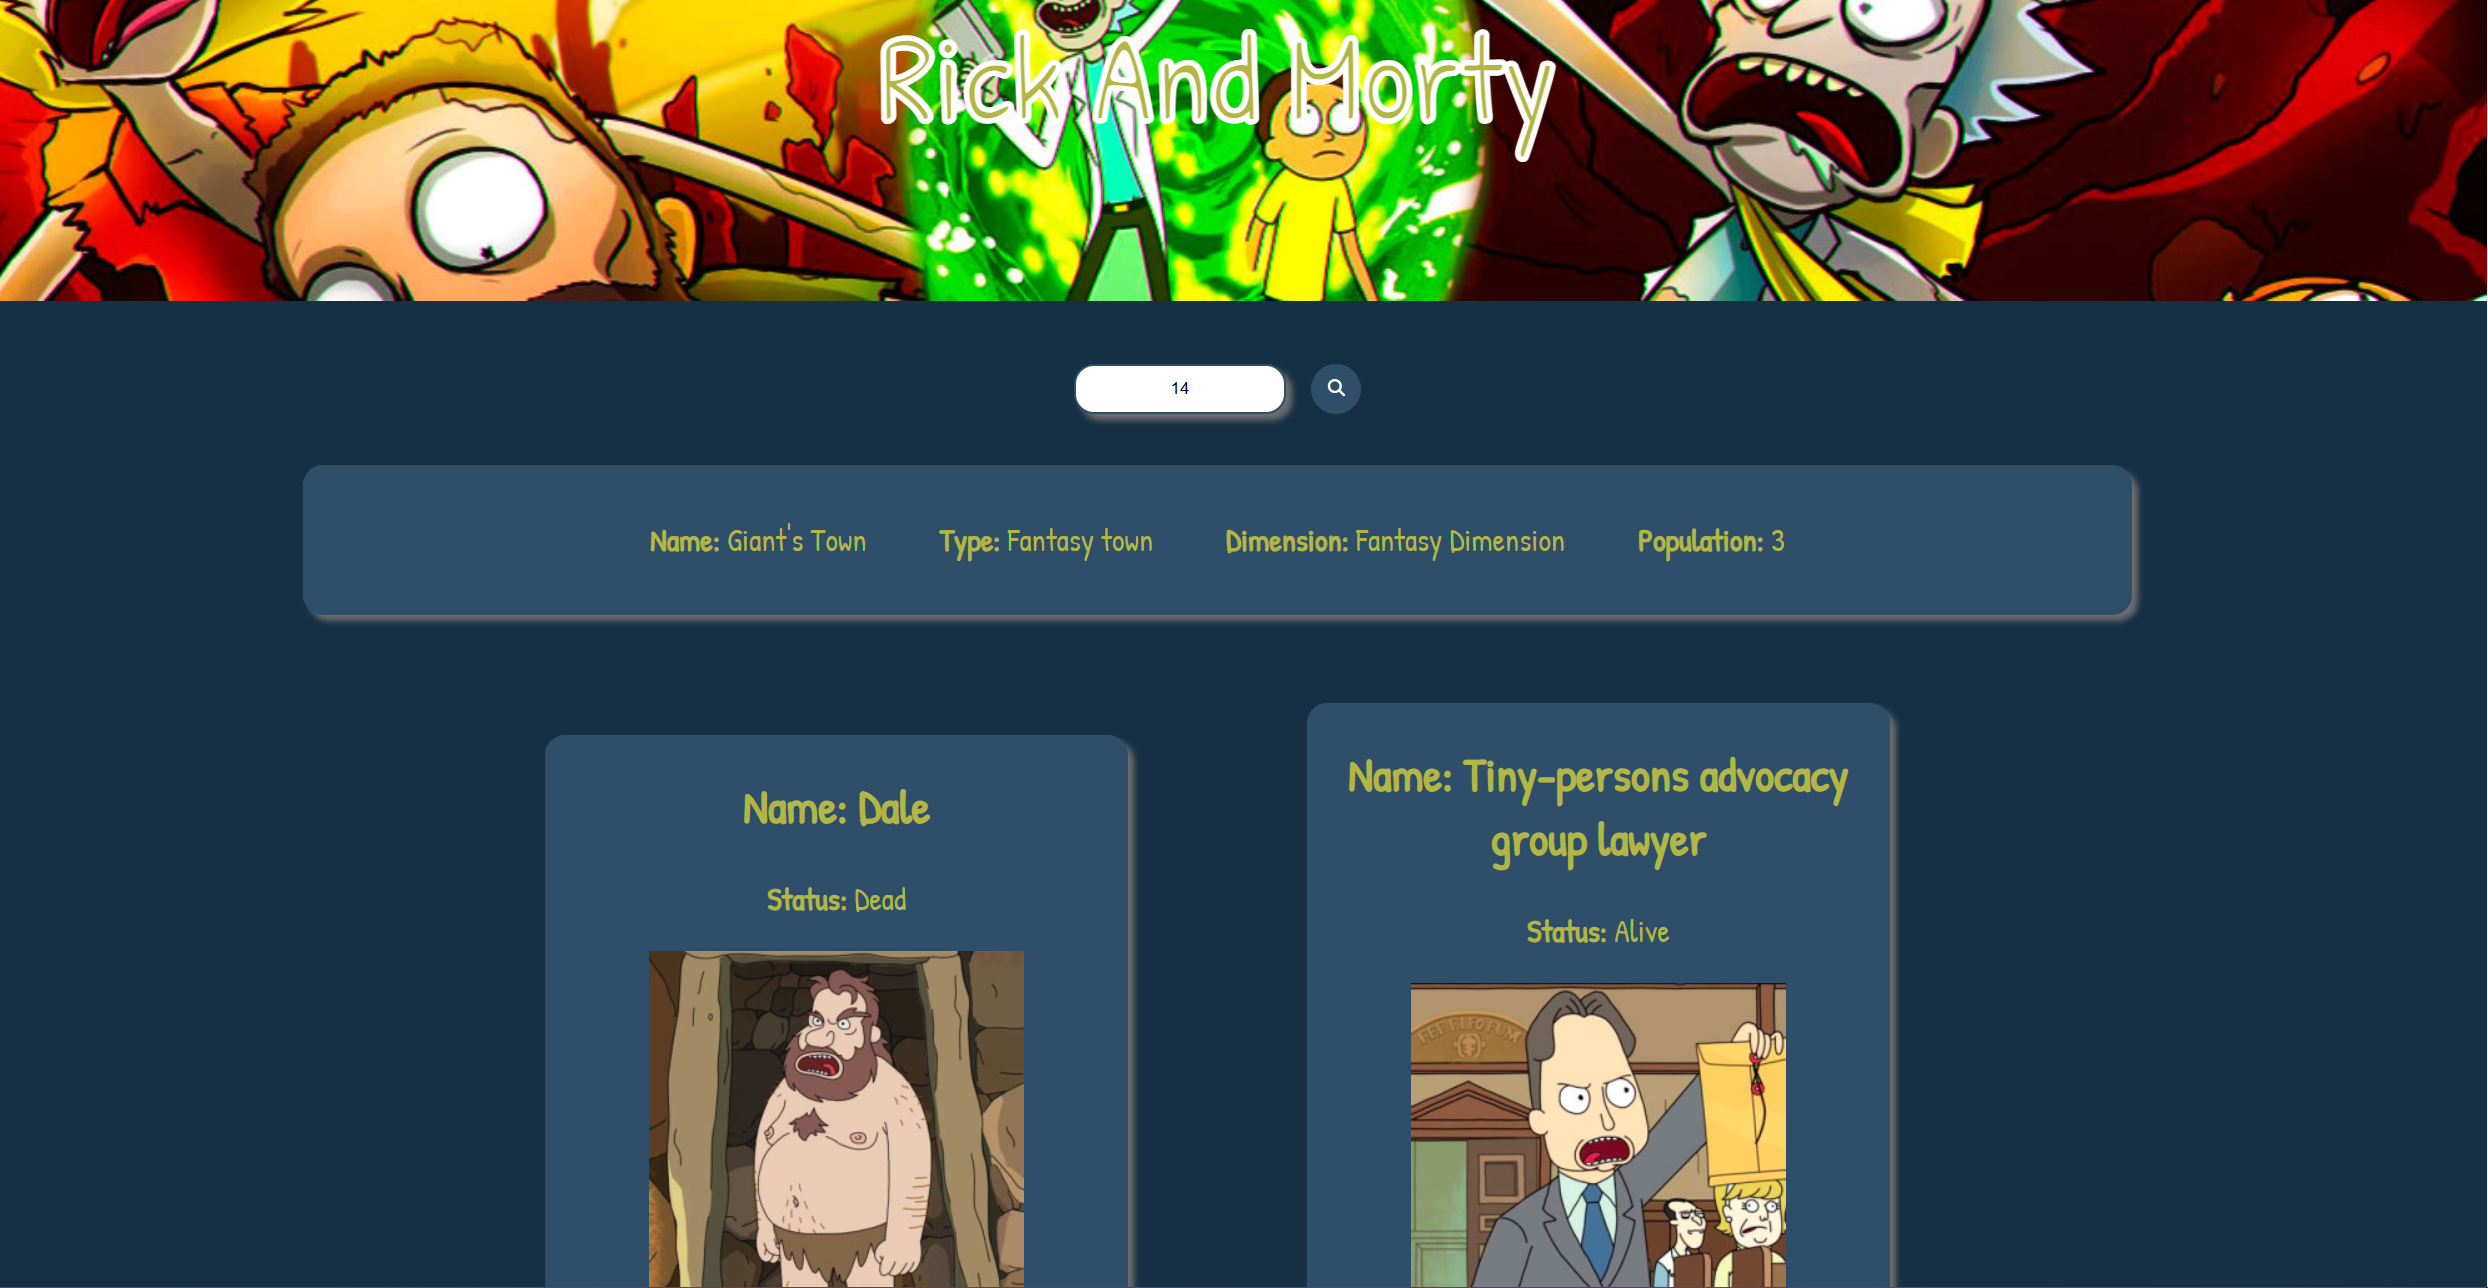 Rick And Morty
14
Name: Giant's Town Type: Fantasy town Dimension: Fantasy Dimension Population: 3
Name: Dale
Status: Dead
Name: Tiny-persons advocacy
group lawyer
Status: Alive
FEE FI FO FUM